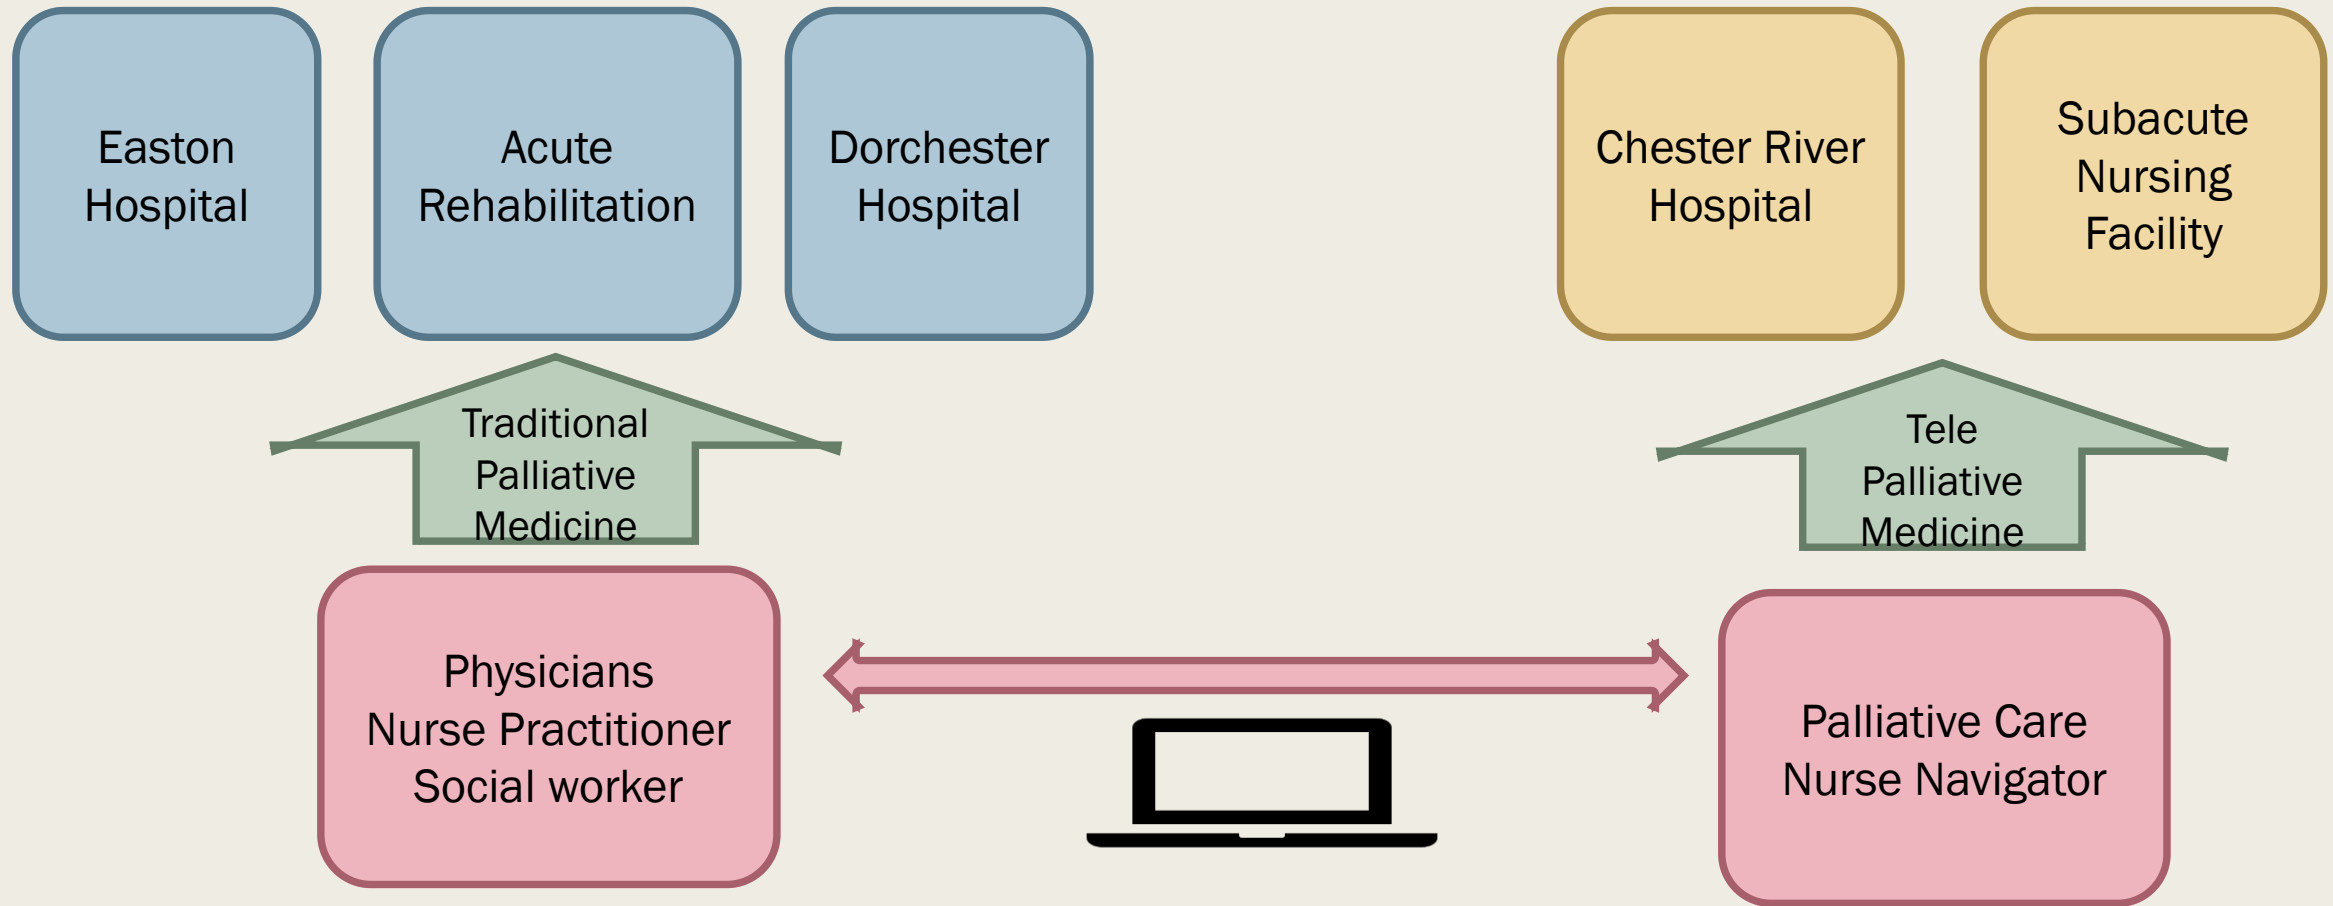 Easton
Hospital
Acute
Rehabilitation
Dorchester
Hospital
Chester River
Hospital
Subacute
Nursing
Facility
Traditional
Palliative
Medicine
Tele
Palliative
Medicine
Physicians
Nurse Practitioner
Social worker
Palliative Care
Nurse Navigator